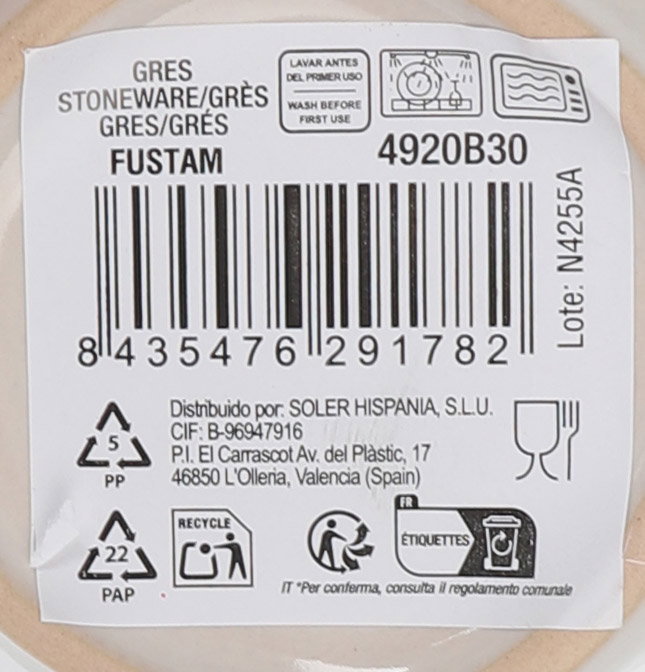 GRES
STONEWARE/GRÈS
GRES/GRÉS
FUSTAM
LAVAR ANTES
DEL PRIMER USO
WASH BEFORE
FIRST USE
4920B30
Lote: N4255A
8 435476 291782
5
PP
Distribuido por: SOLER HISPANIA, S.L.U.
CIF: B-96947916
P.I. El Carrascot Av. del Plàstic, 17
46850 L'Olleria, Valencia (Spain)
22
PAP
RECYCLE
FR
ÉTIQUETTES
IT "Per conferma, consulta il regolamento comunale